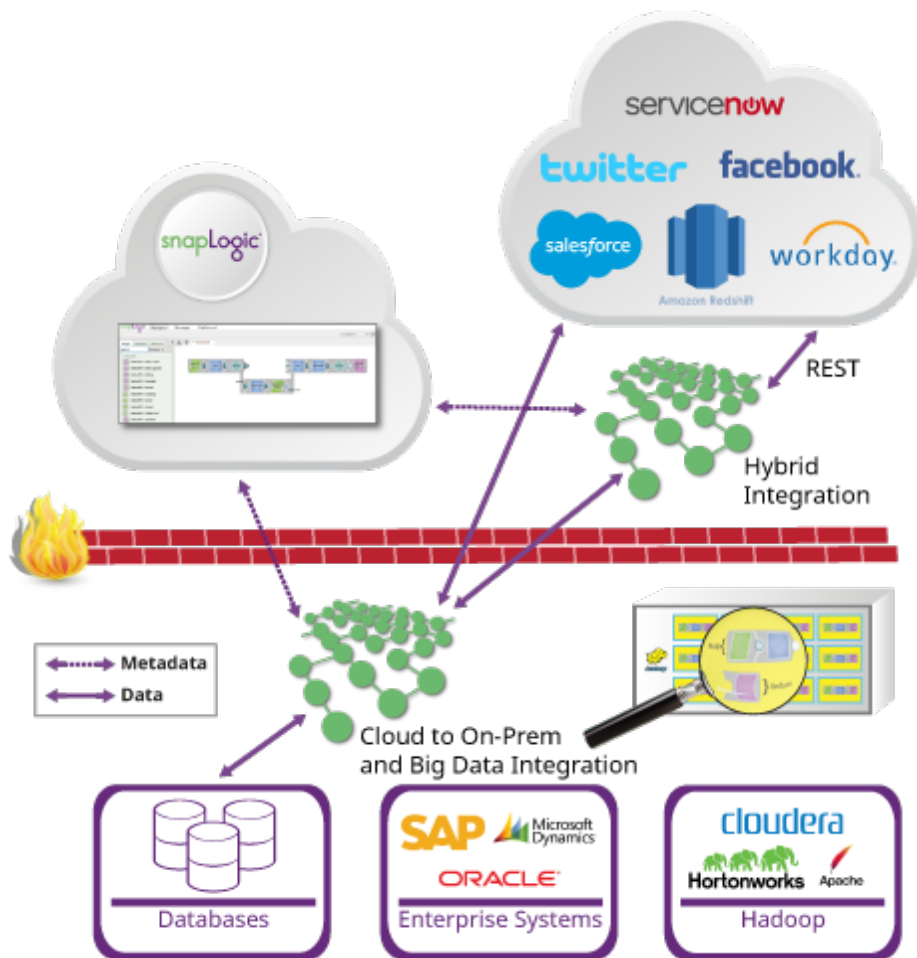 servicenow
twitter
facebook.
snapLogic
salesforce
Amazon Redshift
workday.
REST
Hybrid
Integration
Metadata
Data
Cloud to On-Prem
and Big Data Integration
SAP
Microsoft
Dynamics
ORACLE
cloudera
Hortonworks
Apache
Databases
Enterprise Systems
Hadoop